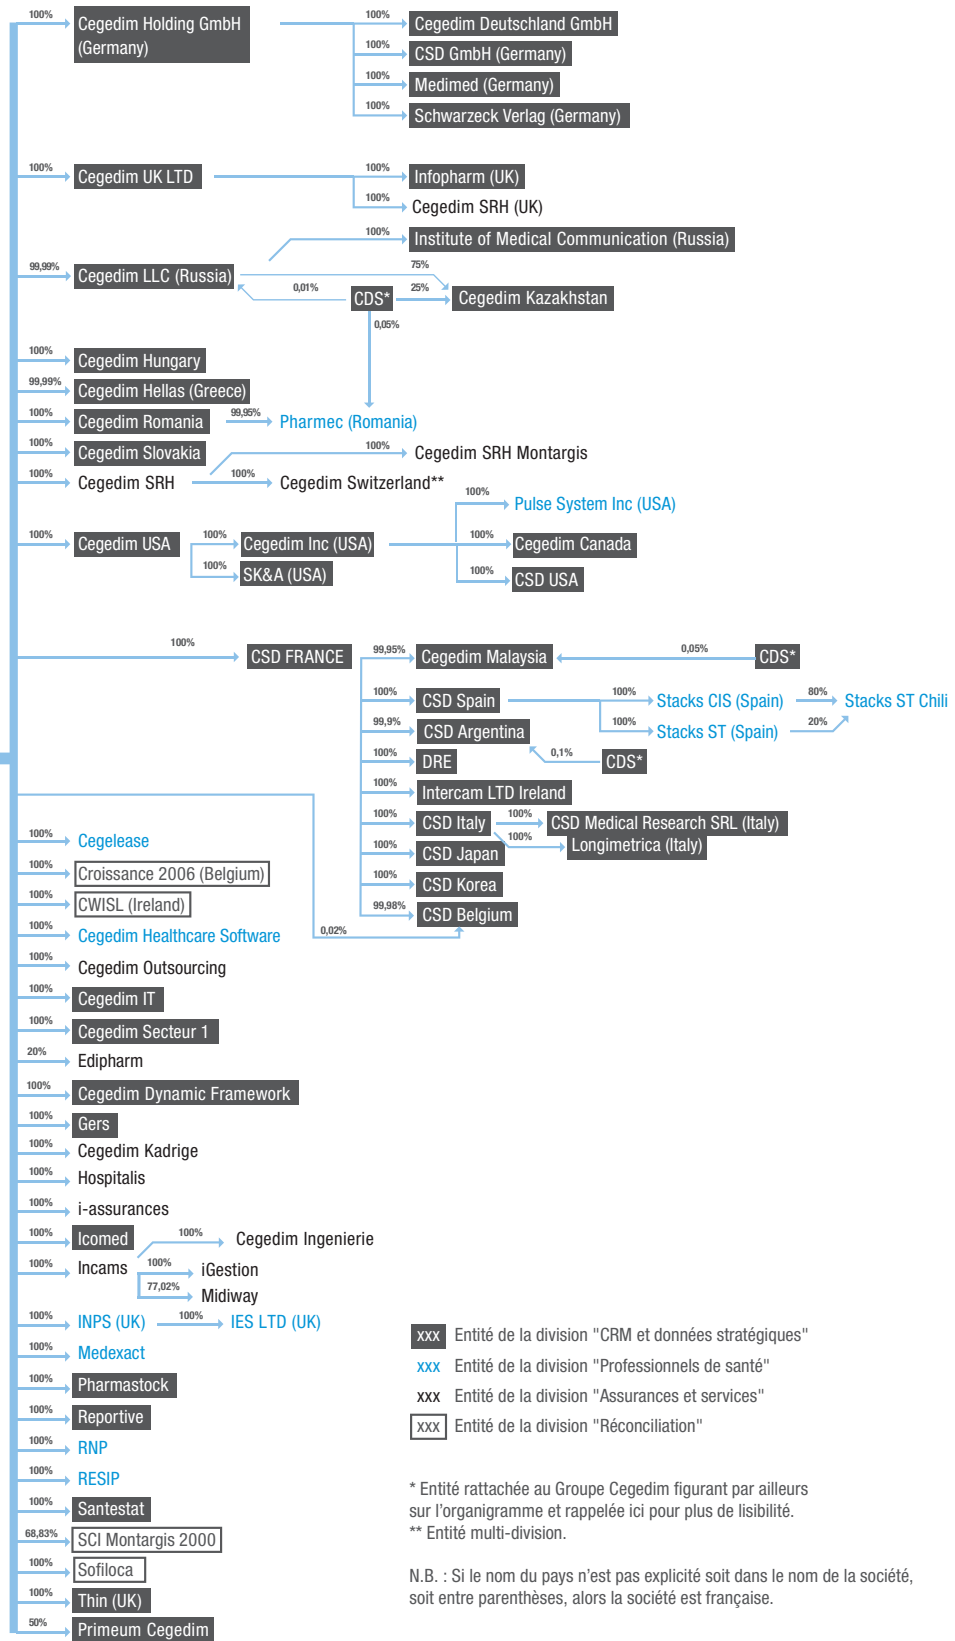 100% Cegedim Holding GmbH
(Germany)
100% Cegedim Deutschland GmbH
100% CSD GmbH (Germany)
100% Medimed (Germany)
100% Schwarzeck Verlag (Germany)
100% Cegedim UK LTD
100% Infopharm (UK)
100% Cegedim SRH (UK)
100% Institute of Medical Communication (Russia)
99,99% Cegedim LLC (Russia)
75%
0,01% CDS* 25% Cegedim Kazakhstan
0,05%
100% Cegedim Hungary
99,99% Cegedim Hellas (Greece)
100% Cegedim Romania 99,95% Pharmec (Romania)
100% Cegedim Slovakia
100% Cegedim SRH Montargis
100% Cegedim SRH 100% Cegedim Switzerland**
100% Pulse System Inc (USA)
100% Cegedim USA 100% Cegedim Inc (USA) 100% Cegedim Canada
100% SK&A (USA) 100% CSD USA
100% CSD FRANCE 99,95% Cegedim Malaysia 0,05% CDS*
100% CSD Spain 100% Stacks CIS (Spain) 80% Stacks ST Chili
99,9% CSD Argentina 100% Stacks ST (Spain) 20%
100% DRE 0,1% CDS*
100% Intercam LTD Ireland
100% CSD Italy 100% CSD Medical Research SRL (Italy)
100% Longimetrica (Italy)
100% CSD Japan
100% CSD Korea
99,98% CSD Belgium
0,02%
100% Cegelease
100% Croissance 2006 (Belgium)
100% CWISL (Ireland)
100% Cegedim Healthcare Software
100% Cegedim Outsourcing
100% Cegedim IT
100% Cegedim Secteur 1
20% Edipharm
100% Cegedim Dynamic Framework
100% Gers
100% Cegedim Kadrige
100% Hospitalis
100% i-assurances
100% Icomed 100% Cegedim Ingenierie
100% Incams 100% iGestion
77,02% Midiway
100% INPS (UK) 100% IES LTD (UK)
100% Medexact
100% Pharmastock
100% Reportive
100% RNP
100% RESIP
100% Santestat
68,83% SCI Montargis 2000
100% Sofiloca
100% Thin (UK)
50% Primeum Cegedim
xxx Entité de la division "CRM et données stratégiques"
xxx Entité de la division "Professionnels de santé"
xxx Entité de la division "Assurances et services"
xxx Entité de la division "Réconciliation"
* Entité rattachée au Groupe Cegedim figurant par ailleurs
sur l'organigramme et rappelée ici pour plus de lisibilité.
** Entité multi-division.
N.B. : Si le nom du pays n'est pas explicité soit dans le nom de la société,
soit entre parenthèses, alors la société est française.